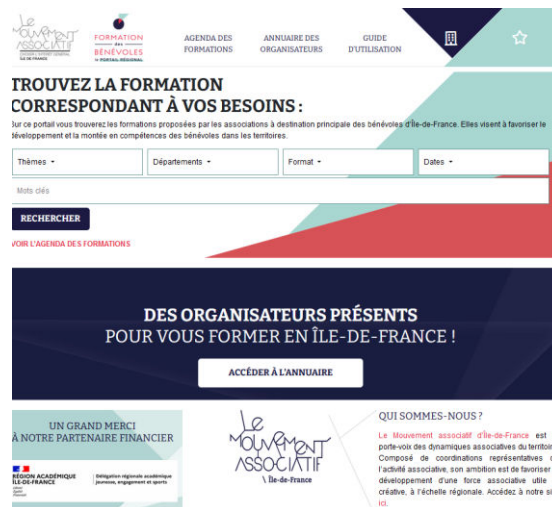 Le
Mouvement
Associatif
ÎLE DE FRANCE
FORMATION
des
BÉNÉVOLES
PORTAIL RÉGIONAL
AGENDA DES
FORMATIONS
ANNUAIRE DES
ORGANISATEURS
GUIDE
D'UTILISATION
TROUVEZ LA FORMATION
CORRESPONDANT À VOS BESOINS :
Sur ce portail vous trouverez les formations proposées par les associations à destination principale des bénévoles d'Île-de-France. Elles visent à favoriser le
développement et la montée en compétences des bénévoles dans les territoires.
Thèmes
Départements
Format
Dates
Mots clés
RECHERCHER
VOIR L'AGENDA DES FORMATIONS
DES ORGANISATEURS PRÉSENTS
POUR VOUS FORMER EN ÎLE-DE-FRANCE !
ACCÉDER À L'ANNUAIRE
UN GRAND MERCI
À NOTRE PARTENAIRE FINANCIER
RÉGION ACADÉMIQUE
ÎLE-DE-FRANCE
Délégation régionale académique
jeunesse, engagement et sports
Le
Mouvement
Associatif
\ Île-de-France
QUI SOMMES-NOUS ?
Le Mouvement associatif d'Île-de-France est
porte-voix des dynamiques associatives du territoir
Composé de coordinations représentatives d
l'activité associative, son ambition est de favoriser
développement d'une force associative utile
créative, à l'échelle régionale. Accédez à notre si
ici.